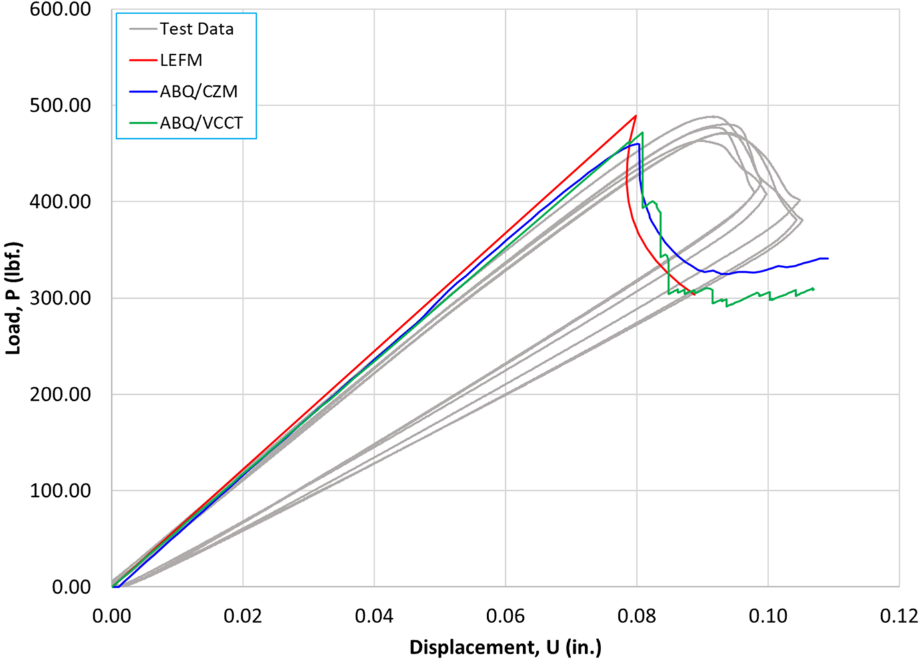 600.00
500.00
400.00
300.00
200.00
100.00
0.00
Load, P (lbf.)
Test Data
LEFM
ABQ/CZM
ABQ/VCCT
0.00 0.02 0.04 0.06 0.08 0.10 0.12
Displacement, U (in.)